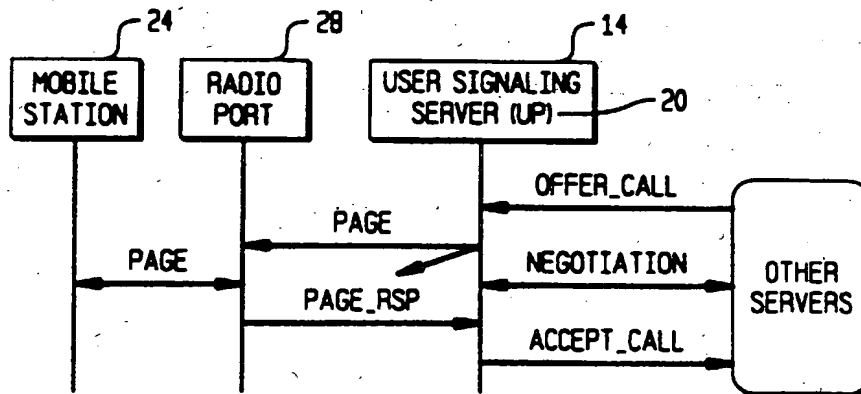 24
28
14
MOBILE
STATION
RADIO
PORT
USER SIGNALING
SERVER (UP)
20
OFFER_CALL
PAGE
PAGE
NEGOTIATION
OTHER
SERVERS
PAGE_RSP
ACCEPT_CALL